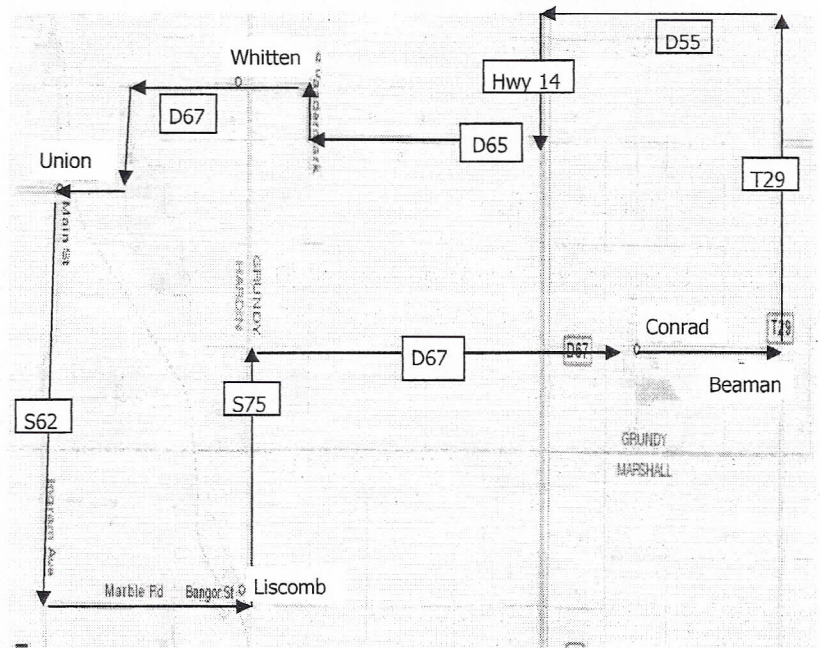 D55
Whitten
Hwy 14
D67
D65
Union
T29
Main St
GRUNDY
HARDIN
Conrad
T29
D67
D67
Beaman
S62
S75
GRUNDY
MARSHALL
Marble Rd
Bangor St
Liscomb